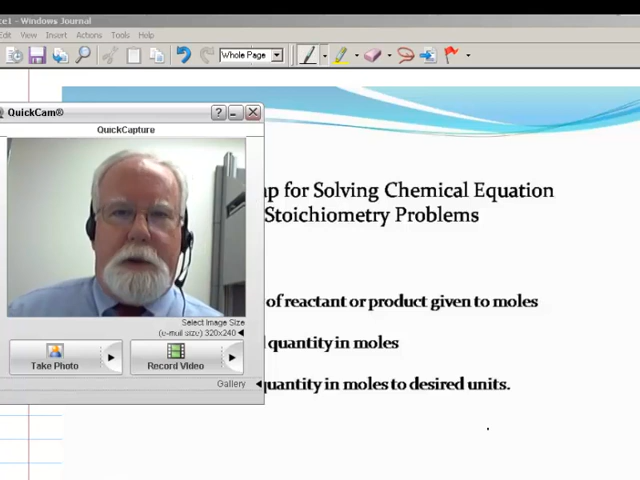 te1 - Windows Journal
Edit View Insert Actions Tools Help
Whole Page
QuickCam®
QuickCapture
ap for Solving Chemical Equation
Stoichiometry Problems
of reactant or product given to moles
quantity in moles
quantity in moles to desired units.
Select Image Size
(e-mail size) 320x240
Take Photo
Record Video
Gallery